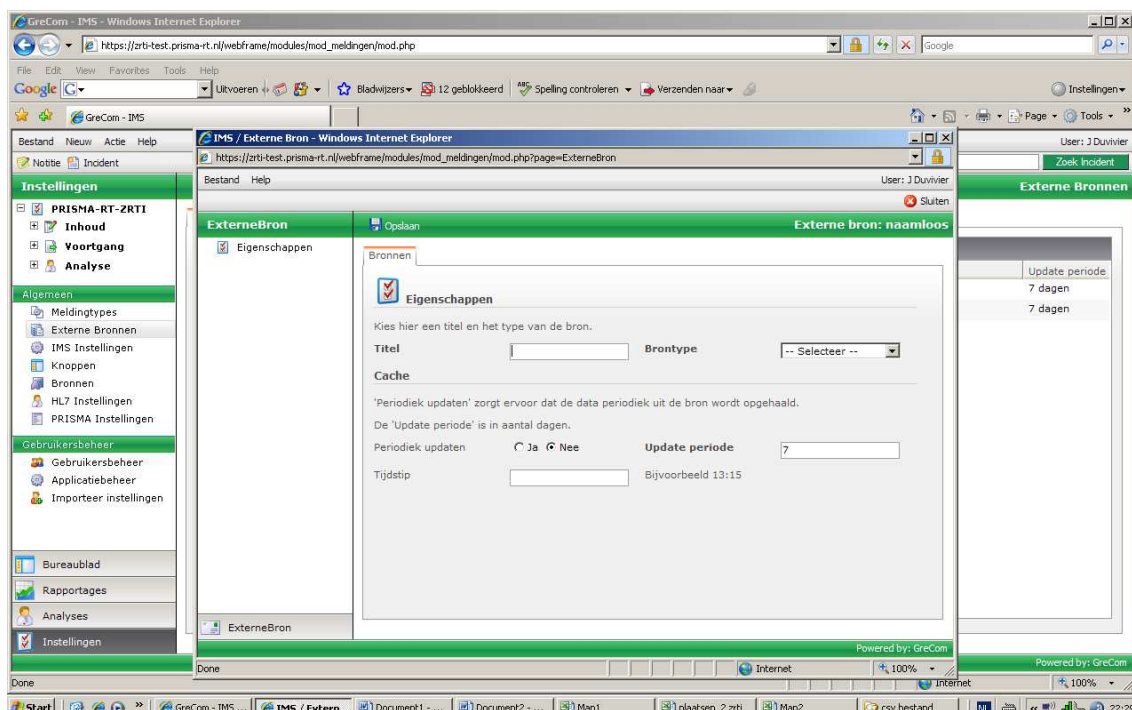 GreCom - IMS - Windows Internet Explorer
https://zrti-test.prisma-rt.nl/webframe/modules/mod_meldingen/mod.php
Google
File Edit View Favorites Tools Help
Google G Uitvoeren Bladwijzers 12 geblokkeerd Spelling controleren Verzenden naar Instellingen
GreCom - IMS Page Tools
Bestand Nieuw Actie Help User: J Duvivier
Notitie Incident Zoek Incident
Instellingen Externe Bronnen
PRISMA-RT-ZRTI
Inhoud
Voortgang
Analyse
Algemeen
Meldingtypes
Externe Bronnen
IMS Instellingen
Knoppen
Bronnen
HL7 Instellingen
PRISMA Instellingen
Gebruikersbeheer
Gebruikersbeheer
Applicatiebeheer
Importeer instellingen
Bureaublad
Rapportages
Analyses
Instellingen
Update periode
7 dagen
7 dagen
IMS / Externe Bron - Windows Internet Explorer
https://zrti-test.prisma-rt.nl/webframe/modules/mod_meldingen/mod.php?page=ExterneBron
Bestand Help User: J Duvivier
Sluiten
ExterneBron Opslaan Externe bron: naamloos
Eigenschappen
Bronnen
Eigenschappen
Kies hier een titel en het type van de bron.
Titel Brontype -- Selecteer --
Cache
'Periodiek updaten' zorgt ervoor dat de data periodiek uit de bron wordt opgehaald.
De 'Update periode' is in aantal dagen.
Periodiek updaten Ja Nee Update periode 7
Tijdstip Bijvoorbeeld 13:15
ExterneBron
Powered by: GreCom
Done Internet 100%
Powered by: GreCom
Done Internet 100%
Start GreCom - IMS ... IMS / Extern... Document1 - ... Document2 - ... Map1 plaatsen 2 zrti Map2 csv bestand NL 22:29